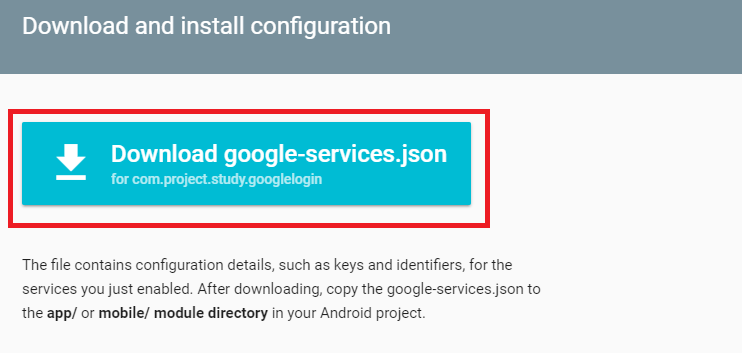 Download and install configuration
Download google-services.json
for com.project.study.googlelogin
The file contains configuration details, such as keys and identifiers, for the
services you just enabled. After downloading, copy the google-services.json to
the app/ or mobile/ module directory in your Android project.